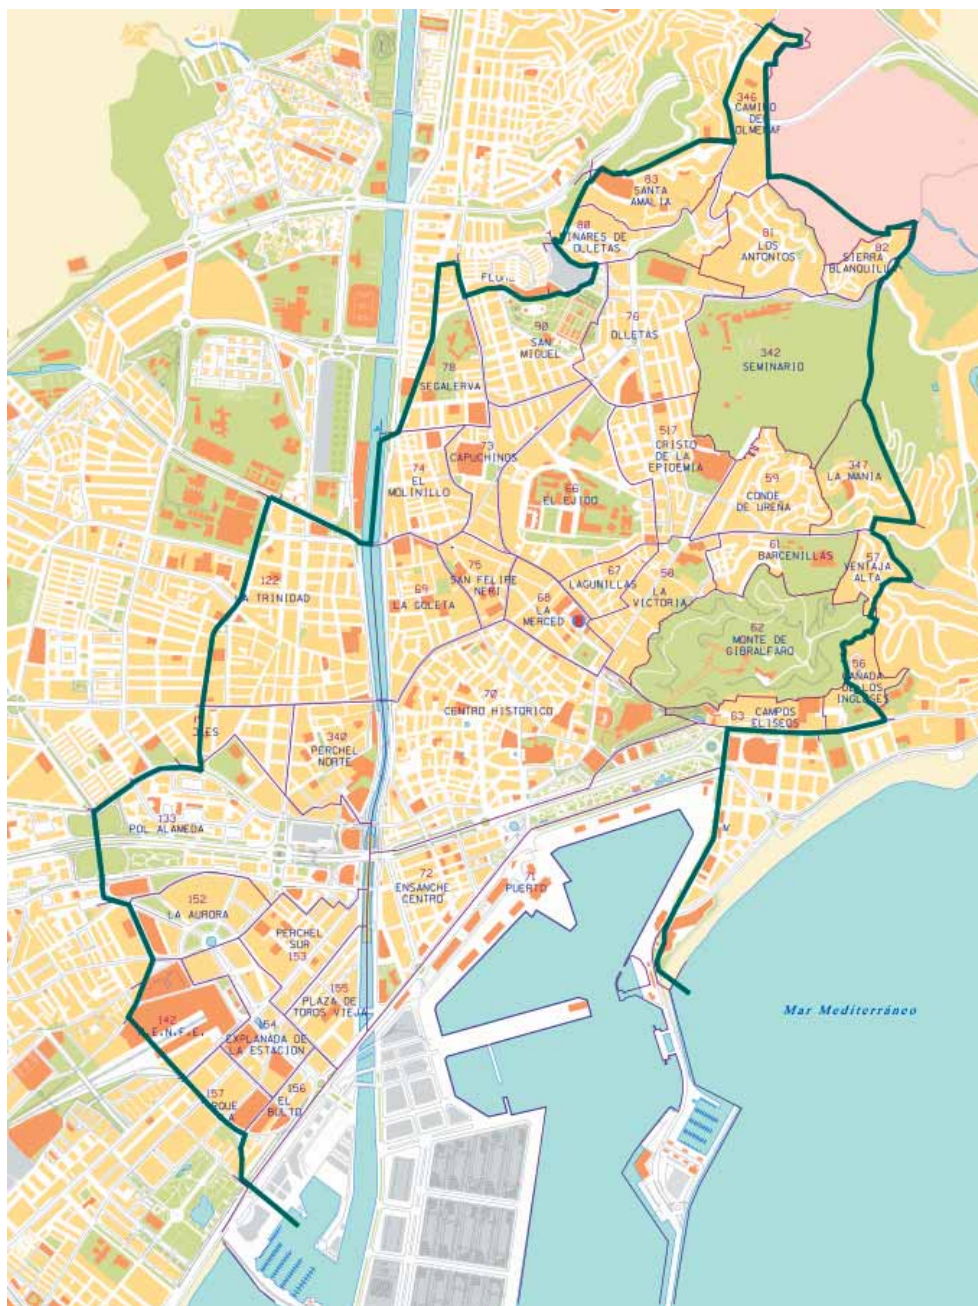 346
CAMINO
DEL
83
SANTA
AMALIA
80
PINARES DE
OLLETAS
81
LOS
ANTONIOS
82
SIERRA
BLANQUILLA
76
OLLETAS
90
SAN
MIGUEL
342
SEMINARIO
78
SEGALERVA
517
CRISTO
DE LA
EPIDEMIA
73
CAPUCHINOS
74
EL
MOLINILLO
66
EL EJIDO
59
CONDE
DE UREÑA
347
LA MANIA
61
BARCENILLAS
57
VENTAJA
ALTA
75
SAN FELIPE
NERI
67
LAGUNILLAS
58
LA
VICTORIA
122
LA TRINIDAD
69
LA GOLETA
68
LA
MERCED
62
MONTE DE
GIBRALFARO
56
CAÑADA
DE LOS
INGLESES
70
CENTRO HISTORICO
63
CAMPOS
ELISEOS
340
PERCHEL
NORTE
133
POL ALAMEDA
72
ENSANCHE
CENTRO
71
PUERTO
152
LA AURORA
PERCHEL
SUR
153
155
PLAZA DE
TOROS VIEJA
142
R.E.N.F.E.
154
EXPLANADA DE
LA ESTACION
156
EL
BULTO
157
Mar Mediterráneo